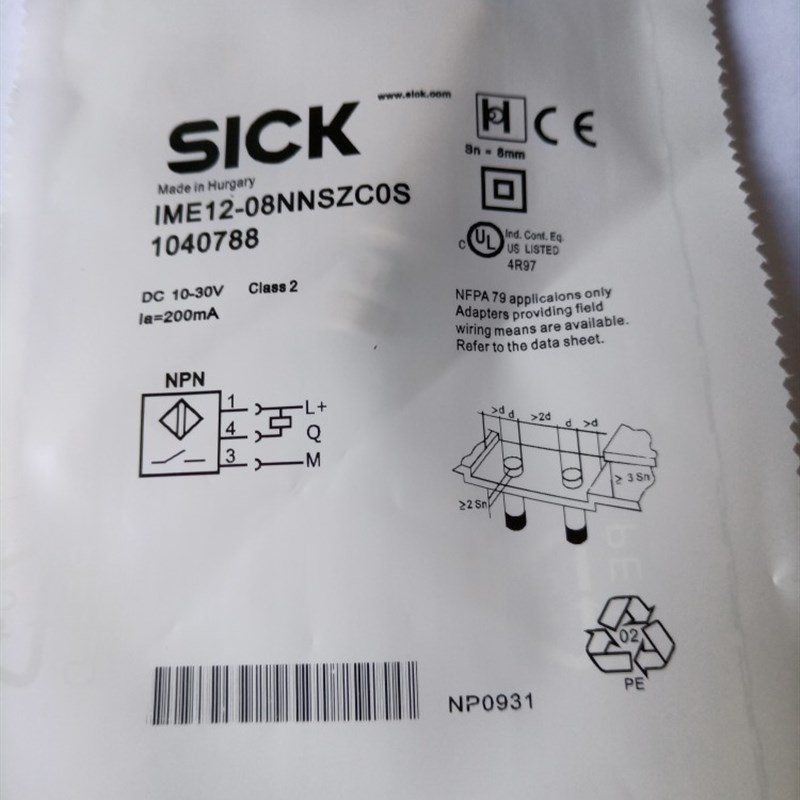 www.sick.com
SICK
Made in Hurgary
IME12-08NNSZC0S
1040788
DC 10-30V Class 2
Ia=200mA
Sn = 8mm
CE
c UL Ind. Cont. Eq.
US LISTED
4R97
NFPA 79 applicaions only
Adapters providing field
wiring means are available.
Refer to the data sheet.
NPN
1 L+
4 Q
3 M
>d d >2d d >d
≥ 3 Sn
≥2 Sn
02
PE
NP0931